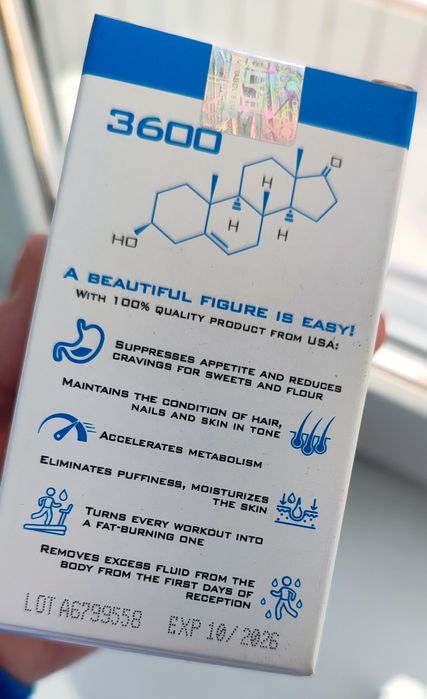 3600
O
H
H
H
HO
A BEAUTIFUL FIGURE IS EASY!
WITH 100% QUALITY PRODUCT FROM USA:
SUPPRESSES APPETITE AND REDUCES
CRAVINGS FOR SWEETS AND FLOUR
MAINTAINS THE CONDITION OF HAIR,
NAILS AND SKIN IN TONE
ACCELERATES METABOLISM
ELIMINATES PUFFINESS, MOISTURIZES
THE SKIN
TURNS EVERY WORKOUT INTO
A FAT-BURNING ONE
REMOVES EXCESS FLUID FROM THE
BODY FROM THE FIRST DAYS OF
RECEPTION
LOT A6799558 EXP 10/2026